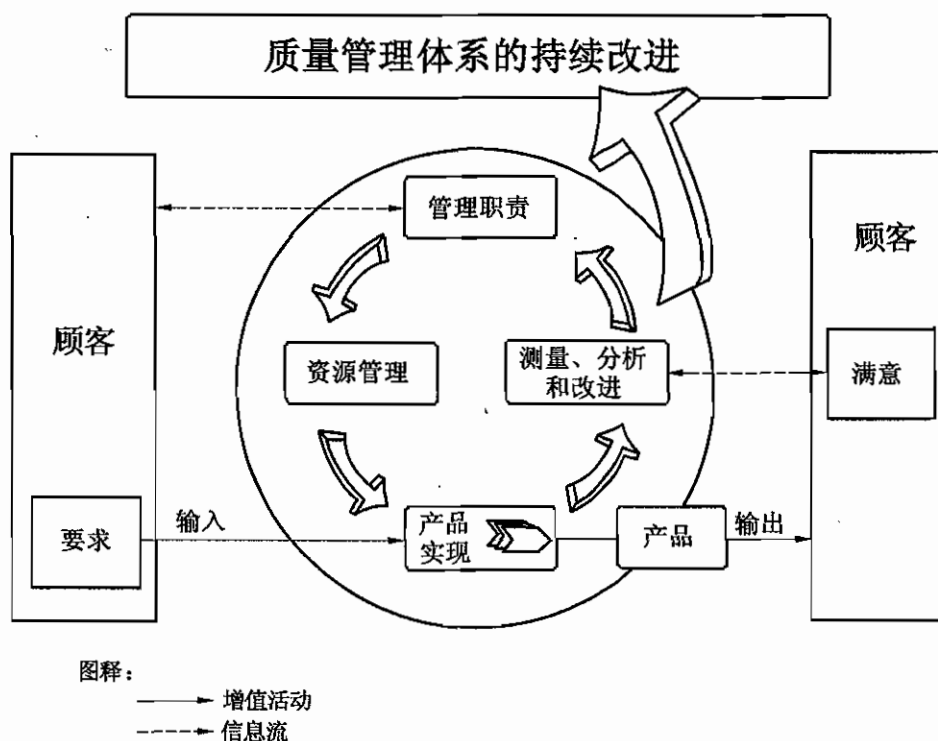 质量管理体系的持续改进
管理职责
顾客
顾客
资源管理
测量、分析
和改进
满意
要求
输入
产品
实现
产品
输出
图释：
增值活动
信息流